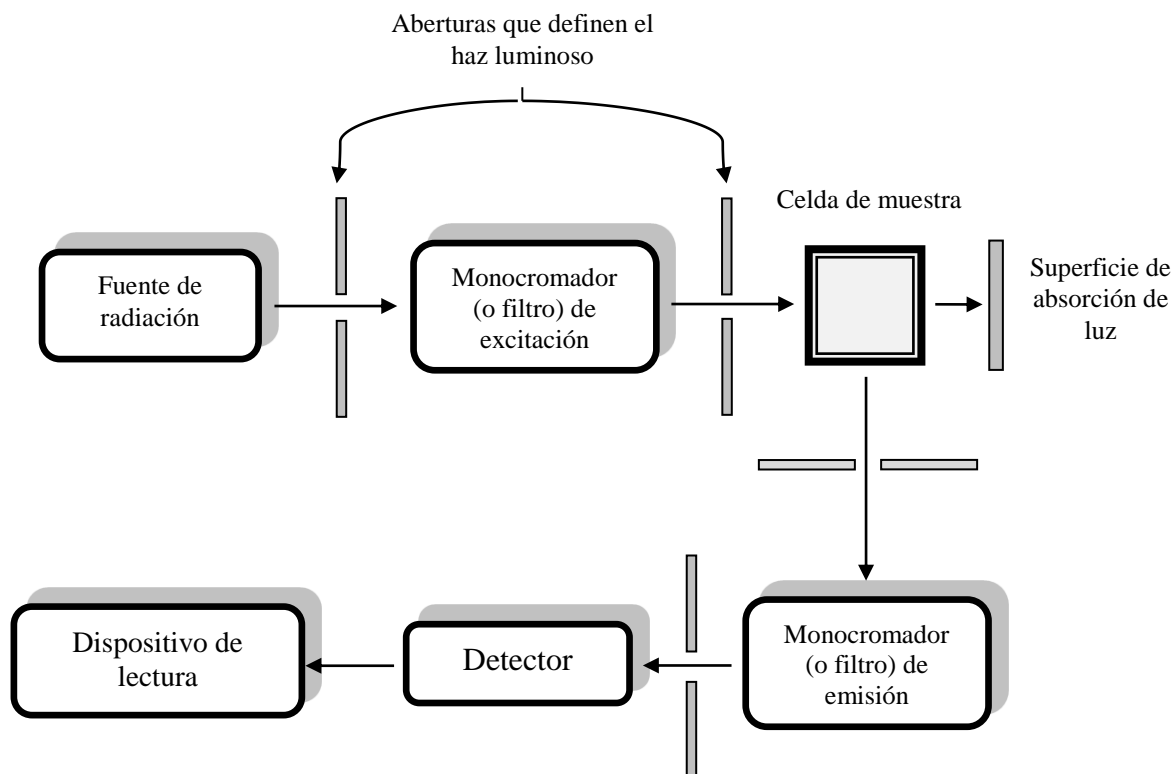 Aberturas que definen el
haz luminoso
Celda de muestra
Fuente de
radiación
Monocromador
(o filtro) de
excitación
Superficie de
absorción de
luz
Dispositivo de
lectura
Detector
Monocromador
(o filtro) de
emisión